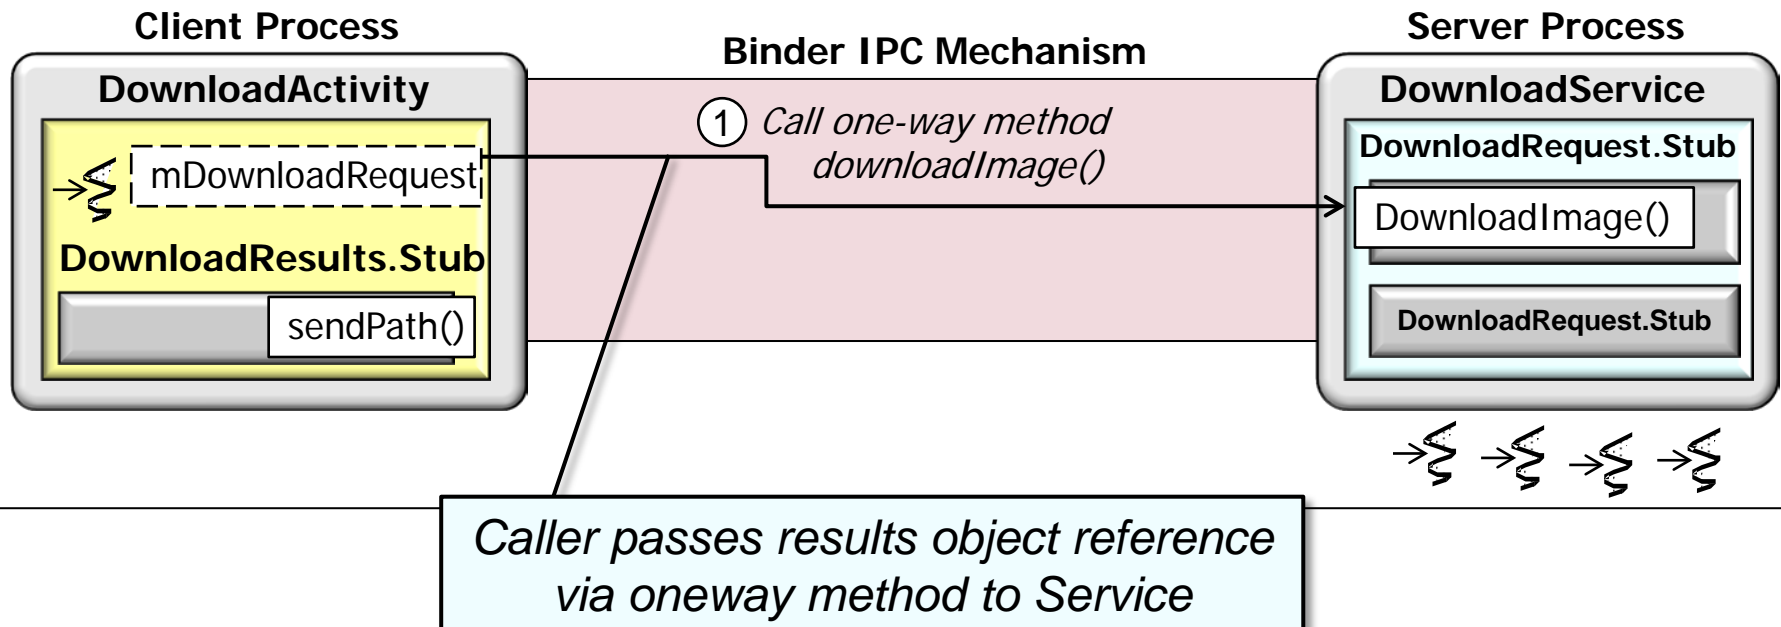 Client Process
Binder IPC Mechanism
Server Process
DownloadActivity
mDownloadRequest
DownloadResults.Stub
sendPath()
1 Call one-way method
downloadImage()
DownloadService
DownloadRequest.Stub
DownloadImage()
DownloadRequest.Stub
Caller passes results object reference
via oneway method to Service